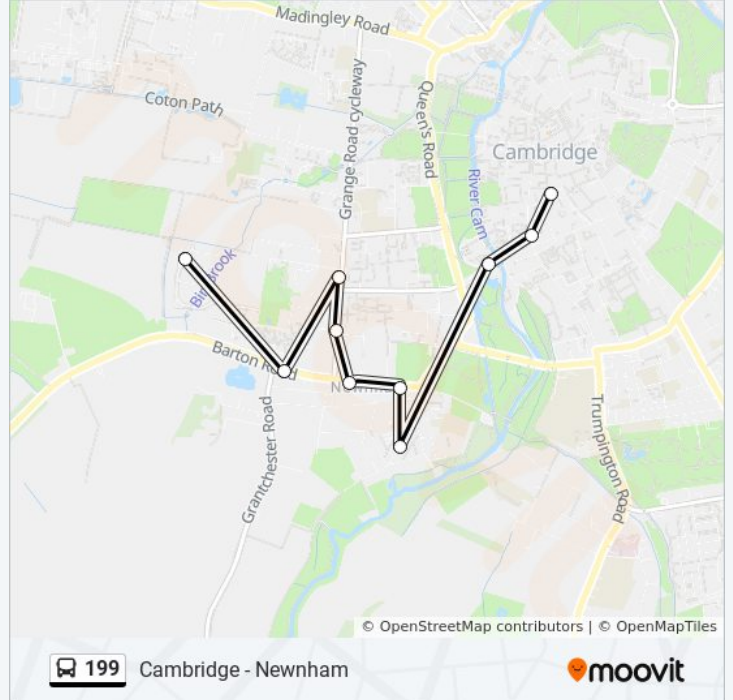 Madingley Road
Coton Path
Grange Road cycleway
Queen's Road
Cambridge
River Cam
Bin Brook
Barton Road
Newnham
Grantchester Road
Trumpington Road
© OpenStreetMap contributors | © OpenMapTiles
199 Cambridge - Newnham
moovit